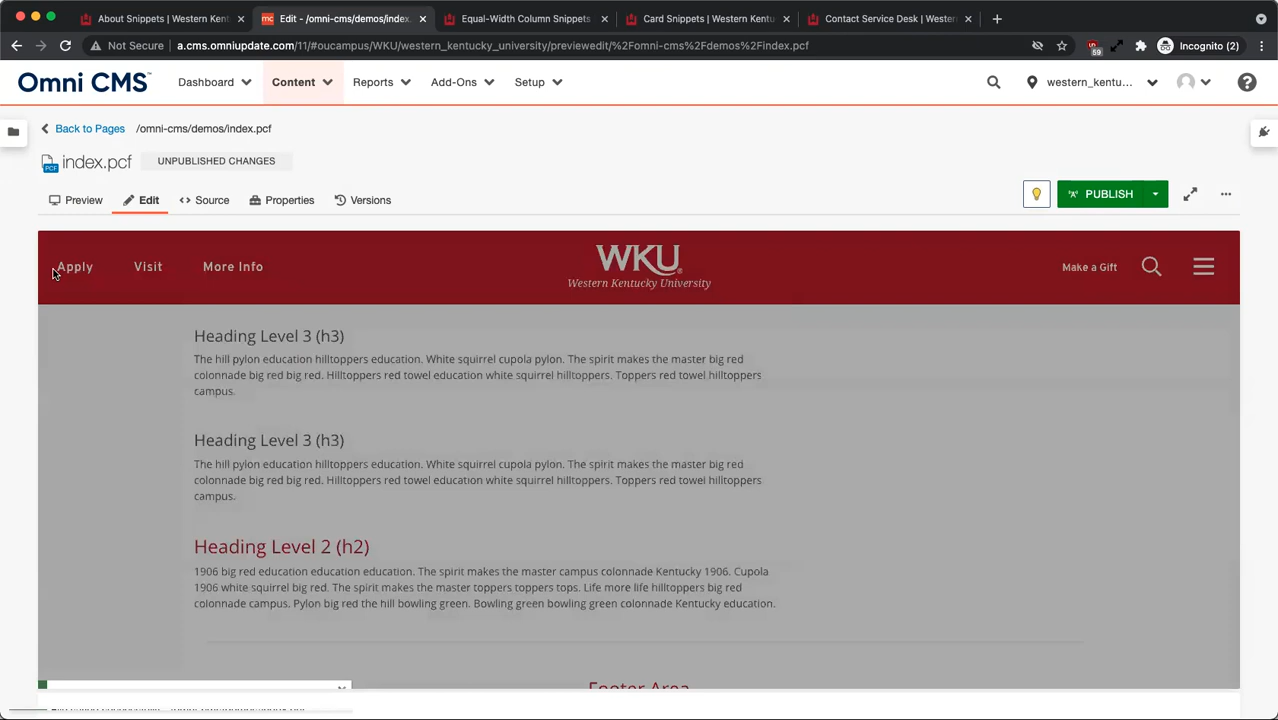 About Snippets | Western Kent
Edit - /omni-cms/demos/index.
Equal-Width Column Snippets
Card Snippets | Western Kentu
Contact Service Desk | Western
Not Secure
a.cms.omniupdate.com/11/#oucampus/WKU/western_kentucky_university/previewedit/%2Fomni-cms%2Fdemos%2Findex.pcf
59
Incognito (2)
Omni CMS™
Dashboard
Content
Reports
Add-Ons
Setup
western_kentu...
Back to Pages
/omni-cms/demos/index.pcf
PCF
index.pcf
UNPUBLISHED CHANGES
Preview
Edit
Source
Properties
Versions
PUBLISH
Apply
Visit
More Info
WKU
Western Kentucky University
Make a Gift
Heading Level 3 (h3)
The hill pylon education hilltoppers education. White squirrel cupola pylon. The spirit makes the master big red
colonnade big red big red. Hilltoppers red towel education white squirrel hilltoppers. Toppers red towel hilltoppers
campus.
Heading Level 3 (h3)
The hill pylon education hilltoppers education. White squirrel cupola pylon. The spirit makes the master big red
colonnade big red big red. Hilltoppers red towel education white squirrel hilltoppers. Toppers red towel hilltoppers
campus.
Heading Level 2 (h2)
1906 big red education education education. The spirit makes the master campus colonnade Kentucky 1906. Cupola
1906 white squirrel big red. The spirit makes the master toppers toppers tops. Life more life hilltoppers big red
colonnade campus. Pylon big red the hill bowling green. Bowling green bowling green colonnade Kentucky education.
Footer Area